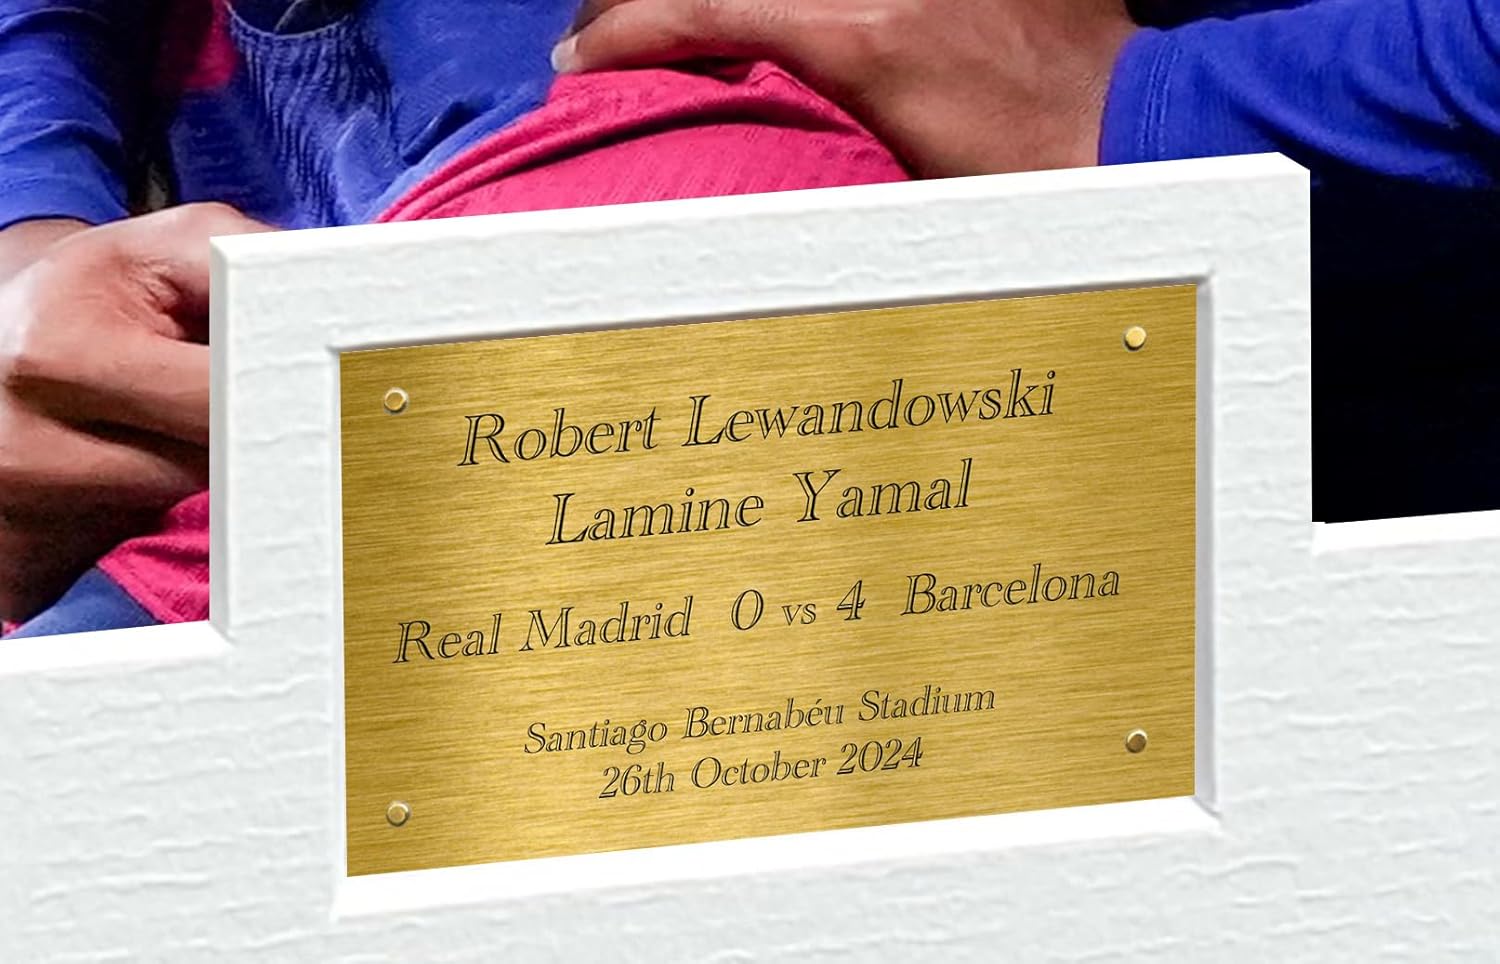 Robert Lewandowski
Lamine Yamal
Real Madrid 0 vs 4 Barcelona
Santiago Bernabéu Stadium
26th October 2024